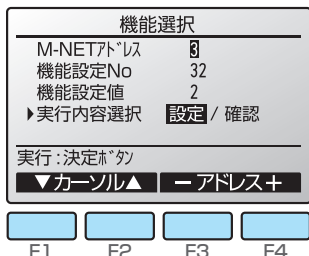 機能選択
M-NETｱﾄﾞﾚｽ 3
機能設定No 32
機能設定値 2
▶実行内容選択 設定 / 確認
実行:決定ﾎﾞﾀﾝ
▼カーソル▲ − アドレス+
F1 F2 F3 F4